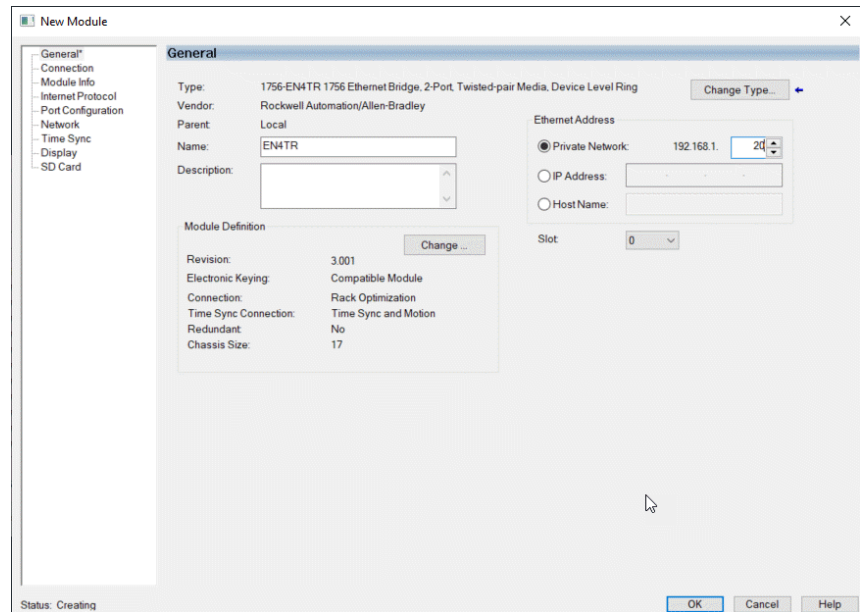 New Module
General*
Connection
Module Info
Internet Protocol
Port Configuration
Network
Time Sync
Display
SD Card
General
Type: 1756-EN4TR 1756 Ethernet Bridge, 2-Port, Twisted-pair Media, Device Level Ring
Change Type...
Vendor: Rockwell Automation/Allen-Bradley
Parent: Local
Name: EN4TR
Description:
Ethernet Address
Private Network: 192.168.1. 20
IP Address:
Host Name:
Slot: 0
Module Definition
Change ...
Revision: 3.001
Electronic Keying: Compatible Module
Connection: Rack Optimization
Time Sync Connection: Time Sync and Motion
Redundant: No
Chassis Size: 17
Status: Creating
OK Cancel Help